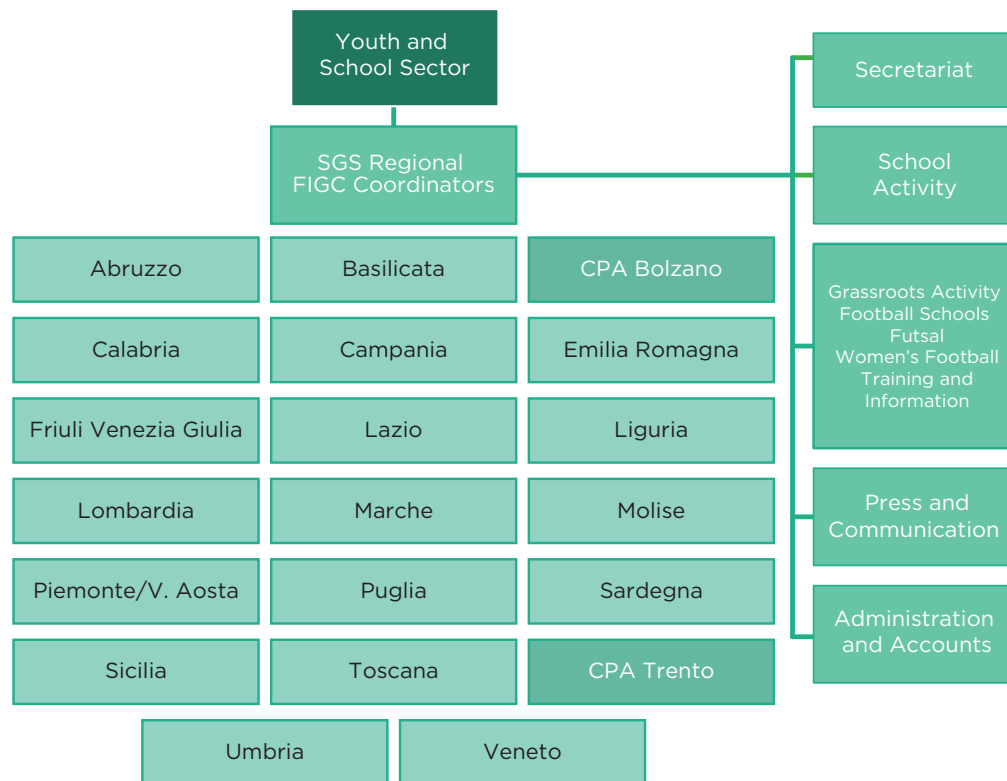 Youth and
School Sector
SGS Regional
FIGC Coordinators
Abruzzo
Basilicata
CPA Bolzano
Calabria
Campania
Emilia Romagna
Friuli Venezia Giulia
Lazio
Liguria
Lombardia
Marche
Molise
Piemonte/V. Aosta
Puglia
Sardegna
Sicilia
Toscana
CPA Trento
Umbria
Veneto
Secretariat
School
Activity
Grassroots Activity
Football Schools
Futsal
Women’s Football
Training and
Information
Press and
Communication
Administration
and Accounts